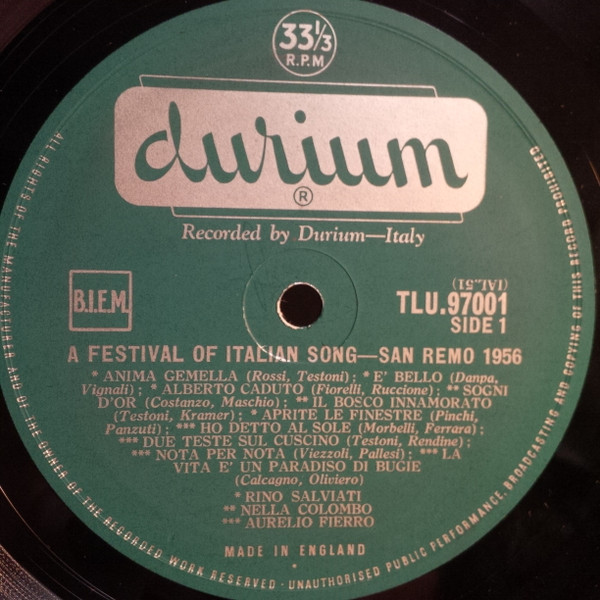 33⅓
R.P.M
durium
®
Recorded by Durium—Italy
B.I.E.M.
(AL.51)
TLU.97001
SIDE 1
A FESTIVAL OF ITALIAN SONG—SAN REMO 1956
* ANIMA GEMELLA (Rossi, Testoni); * E' BELLO (Danpa,
Vignali); * ALBERTO CADUTO (Fiorelli, Ruccione); ** SOGNI
D'OR (Costanzo, Maschio); ** IL BOSCO INNAMORATO
(Testoni, Kramer); * APRITE LE FINESTRE (Pinchi,
Panzuti); *** HO DETTO AL SOLE (Morbelli, Ferrara);
*** DUE TESTE SUL CUSCINO (Testoni, Rendine);
*** NOTA PER NOTA (Viezzoli, Pallesi); *** LA
VITA E' UN PARADISO DI BUGIE
(Calcagno, Oliviero)
* RINO SALVIATI
** NELLA COLOMBO
*** AURELIO FIERRO
MADE IN ENGLAND
ALL RIGHTS OF THE MANUFACTURER AND OF THE OWNER OF THE RECORDED WORK RESERVED · UNAUTHORISED PUBLIC PERFORMANCE, BROADCASTING AND COPYING OF THIS RECORD PROHIBITED